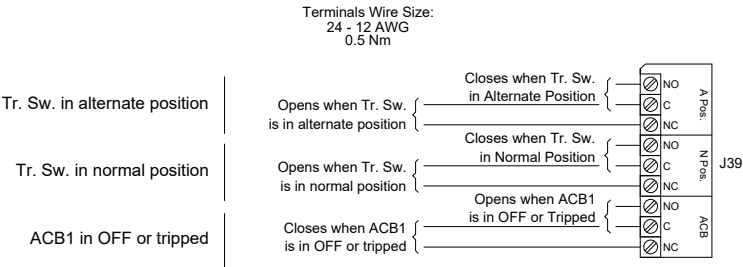 Terminals Wire Size:
24 - 12 AWG
0.5 Nm
Tr. Sw. in alternate position
Closes when Tr. Sw.
in Alternate Position
Opens when Tr. Sw.
is in alternate position
NO
C
NC
A Pos.
Tr. Sw. in normal position
Closes when Tr. Sw.
in Normal Position
Opens when Tr. Sw.
is in normal position
NO
C
NC
N Pos.
J39
ACB1 in OFF or tripped
Opens when ACB1
is in OFF or Tripped
Closes when ACB1
is in OFF or tripped
NO
C
NC
ACB